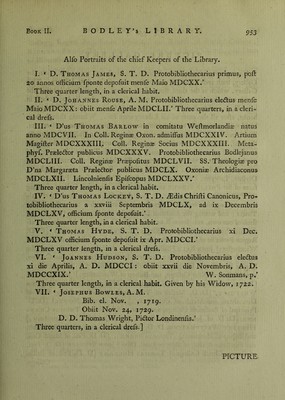 Book II. BODLEY's LIBRARY. 953
Also Portraits of the chief Keepers of the Library.
I. ‘ D. Thomas James, S. T. D. Protobibliothecarius primus, post
20 annos officium sponte deposuit mense Maio MDCXX.’
Three quarter length, in a clerical habit.
II. ‘ D. Johannes Rouse, A. M. Protobibliothecarius electus mense
Maio MDCXX: obiit mense Aprile MDCLII.’ Three quarters, in a cleri-
cal dress.
III. ‘ D'us Thomas Barlow in comitatu Westmorlandiæ natus
anno MDCVII. In Coll. Reginæ Oxon. admissus MDCXXIV. Artium
Magister MDCXXXIII. Coll. Reginæ Socius MDCXXXIII. Meta-
phys. Prælector publicus MDCXXXV. Protobibliothecarius Bodlejanus
MDCLIII. Coll. Reginæ Præpositus MDCLVII. SS. Theologiæ pro
D'na Margareta Prælector publicus MDCLX. Oxoniæ Archidiaconus
MDCLXIII. Lincolniensis Episcopus MDCLXXV.’
Three quarter length, in a clerical habit.
IV. ‘ D'us Thomas Lockey, S. T. D. Ædis Christi Canonicus, Pro-
tobibliothecarius a xxviii Septembris MDCLX, ad ix Decembris
MDCLXV, officium sponte deposuit.’
Three quarter length, in a clerical habit.
V. ‘ Thomas Hyde, S. T. D. Protobibliothecarius xi Dec.
MDCLXV officium sponte deposuit ix Apr. MDCCI.’
Three quarter length, in a clerical dress.
VI. ‘ Joannes Hudson, S. T. D. Protobibliothecarius electus
xi die Aprilis, A. D. MDCCI: obiit xxvii die Novembris, A. D.
MDCCXIX.’ W. Sonmans, p.’
Three quarter length, in a clerical habit. Given by his Widow, 1722.
VII. ‘ Josephus Bowles, A. M.
Bib. el. Nov. , 1719.
Obiit Nov. 24, 1729.
D. D. Thomas Wright, Pictor Londinensis.’
Three quarters, in a clerical dress.]
PICTURE